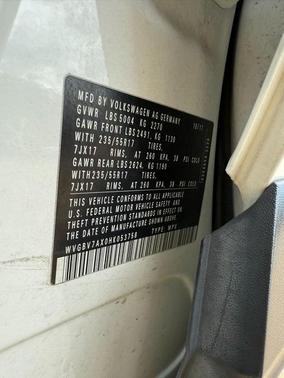 MFD BY VOLKSWAGEN AG GERMANY 10/17
GVWR LBS 5004 KG 2270
GAWR FRONT LBS 2491, KG 1130
WITH 235/55R17 TIRES,
7JX17 RIMS, AT 260 KPA, 38 PSI COLD
GAWR REAR LBS 2624, KG 1190
WITH 235/55R17 TIRES,
7JX17 RIMS, AT 260 KPA, 38 PSI COLD
THIS VEHICLE CONFORMS TO ALL APPLICABLE
U.S. FEDERAL MOTOR VEHICLE SAFETY AND
THEFT PREVENTION STANDARDS IN EFFECT ON THE
DATE OF MANUFACTURE SHOWN ABOVE.
TYPE: MPV